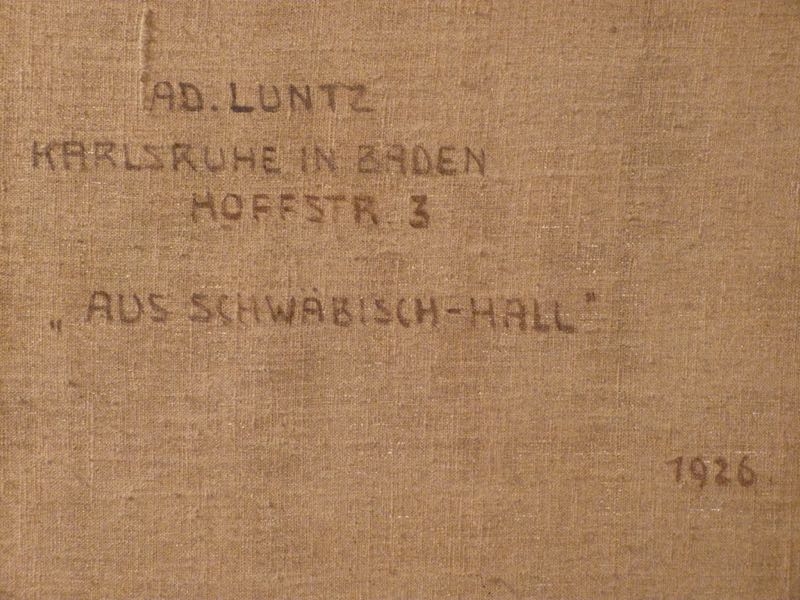 AD. LUNTZ
KARLSRUHE IN BADEN
HOFFSTR. 3
„AUS SCHWÄBISCH-HALL"
1926.